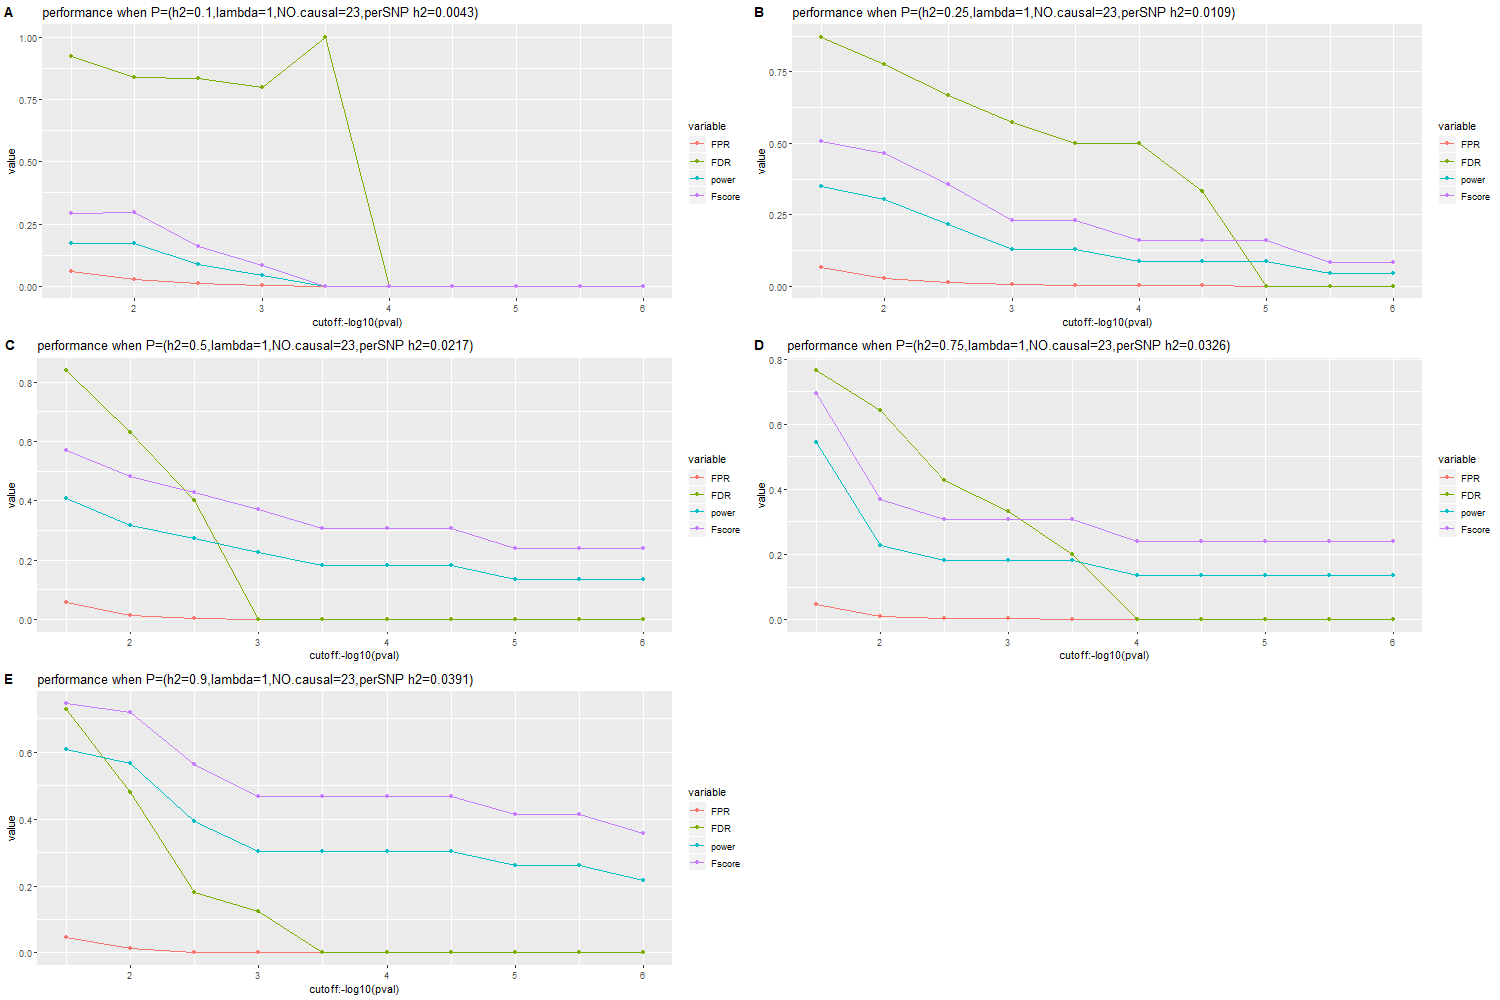 A performance when P=(h2=0.1,lambda=1,NO.causal=23,perSNP h2=0.0043)
1.00
0.75
0.50
0.25
0.00
value
2 3 4 5 6
cutoff:-log10(pval)
variable
FPR
FDR
power
Fscore
B performance when P=(h2=0.25,lambda=1,NO.causal=23,perSNP h2=0.0109)
0.75
0.50
0.25
0.00
value
2 3 4 5 6
cutoff:-log10(pval)
variable
FPR
FDR
power
Fscore
C performance when P=(h2=0.5,lambda=1,NO.causal=23,perSNP h2=0.0217)
0.8
0.6
0.4
0.2
0.0
value
2 3 4 5 6
cutoff:-log10(pval)
variable
FPR
FDR
power
Fscore
D performance when P=(h2=0.75,lambda=1,NO.causal=23,perSNP h2=0.0326)
0.8
0.6
0.4
0.2
0.0
value
2 3 4 5 6
cutoff:-log10(pval)
variable
FPR
FDR
power
Fscore
E performance when P=(h2=0.9,lambda=1,NO.causal=23,perSNP h2=0.0391)
0.6
0.4
0.2
0.0
value
2 3 4 5 6
cutoff:-log10(pval)
variable
FPR
FDR
power
Fscore